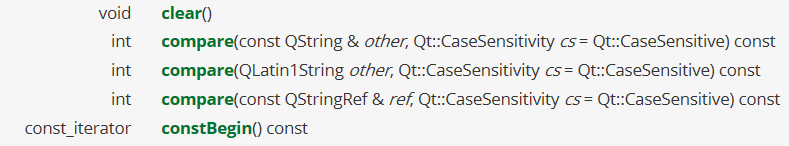 void clear()
int compare(const QString & other, Qt::CaseSensitivity cs = Qt::CaseSensitive) const
int compare(QLatin1String other, Qt::CaseSensitivity cs = Qt::CaseSensitive) const
int compare(const QStringRef & ref, Qt::CaseSensitivity cs = Qt::CaseSensitive) const
const_iterator constBegin() const